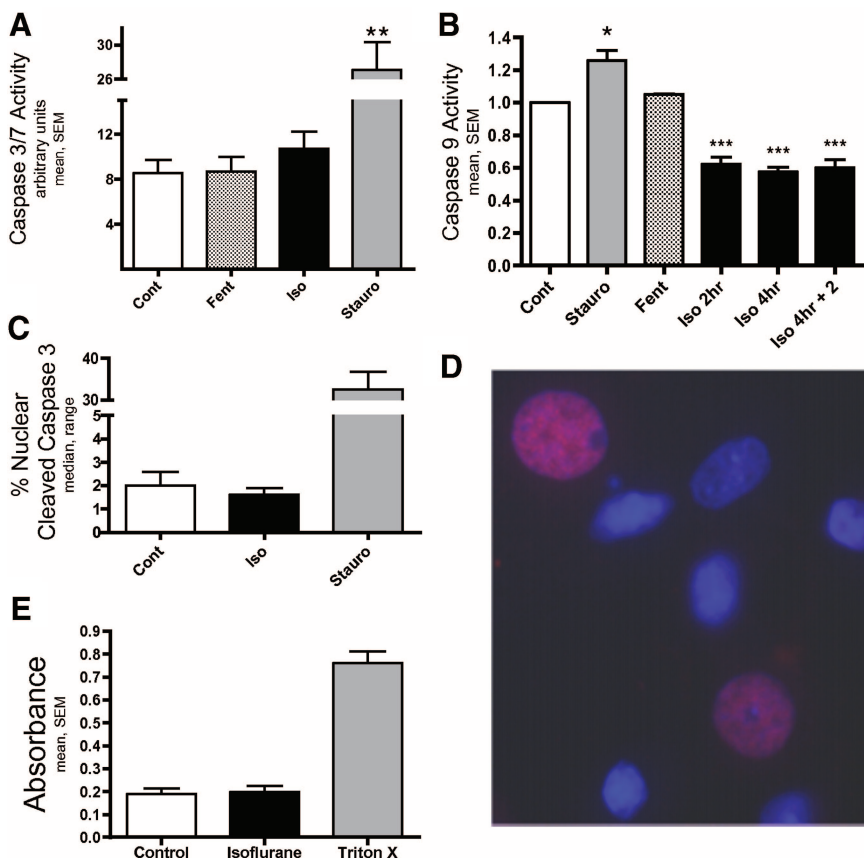 A
Caspase 3/7 Activity
arbitrary units
mean, SEM
30
26
12
8
4
Cont
Fent
Iso
Stauro
**
B
Caspase 9 Activity
mean, SEM
1.4
1.2
1.0
0.8
0.6
0.4
0.2
0.0
*
***
***
***
Cont
Stauro
Fent
Iso 2hr
Iso 4hr
Iso 4hr + 2
C
% Nuclear
Cleaved Caspase 3
median, range
40
30
5
4
3
2
1
0
Cont
Iso
Stauro
D
E
Absorbance
mean, SEM
0.9
0.8
0.7
0.6
0.5
0.4
0.3
0.2
0.1
0.0
Control
Isoflurane
Triton X